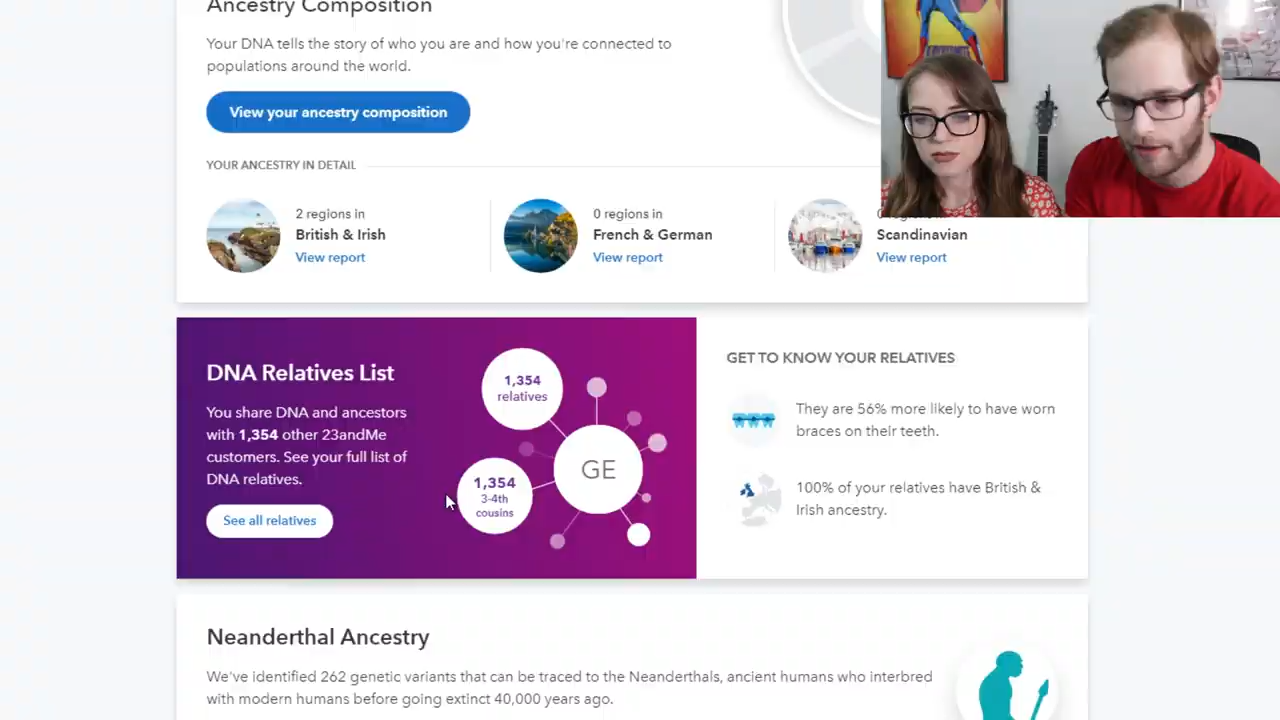 Ancestry Composition
Your DNA tells the story of who you are and how you're connected to
populations around the world.
View your ancestry composition
YOUR ANCESTRY IN DETAIL
2 regions in
British & Irish
View report
0 regions in
French & German
View report
0 regions in
Scandinavian
View report
DNA Relatives List
You share DNA and ancestors
with 1,354 other 23andMe
customers. See your full list of
DNA relatives.
See all relatives
1,354
relatives
1,354
3-4th
cousins
GE
GET TO KNOW YOUR RELATIVES
They are 56% more likely to have worn
braces on their teeth.
100% of your relatives have British &
Irish ancestry.
Neanderthal Ancestry
We've identified 262 genetic variants that can be traced to the Neanderthals, ancient humans who interbred
with modern humans before going extinct 40,000 years ago.